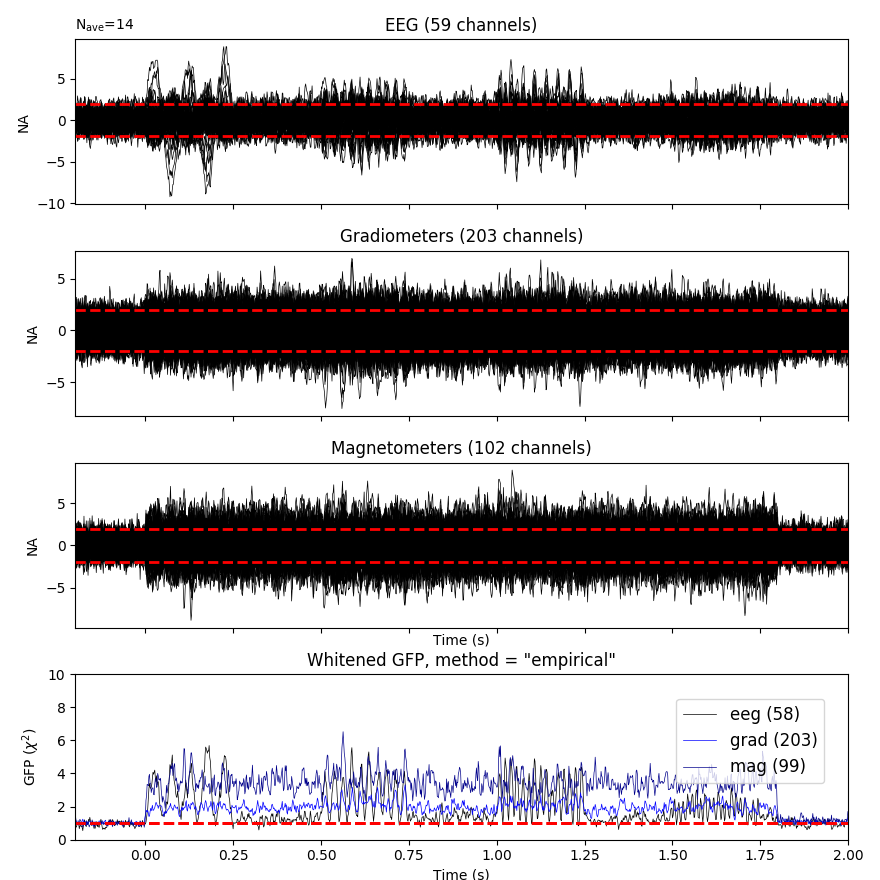 Nave=14
EEG (59 channels)
5
0
−5
−10
NA
Gradiometers (203 channels)
5
0
−5
NA
Magnetometers (102 channels)
5
0
−5
NA
Time (s)
Whitened GFP, method = "empirical"
10
8
6
4
2
0
GFP (χ²)
eeg (58)
grad (203)
mag (99)
0.00 0.25 0.50 0.75 1.00 1.25 1.50 1.75 2.00
Time (s)